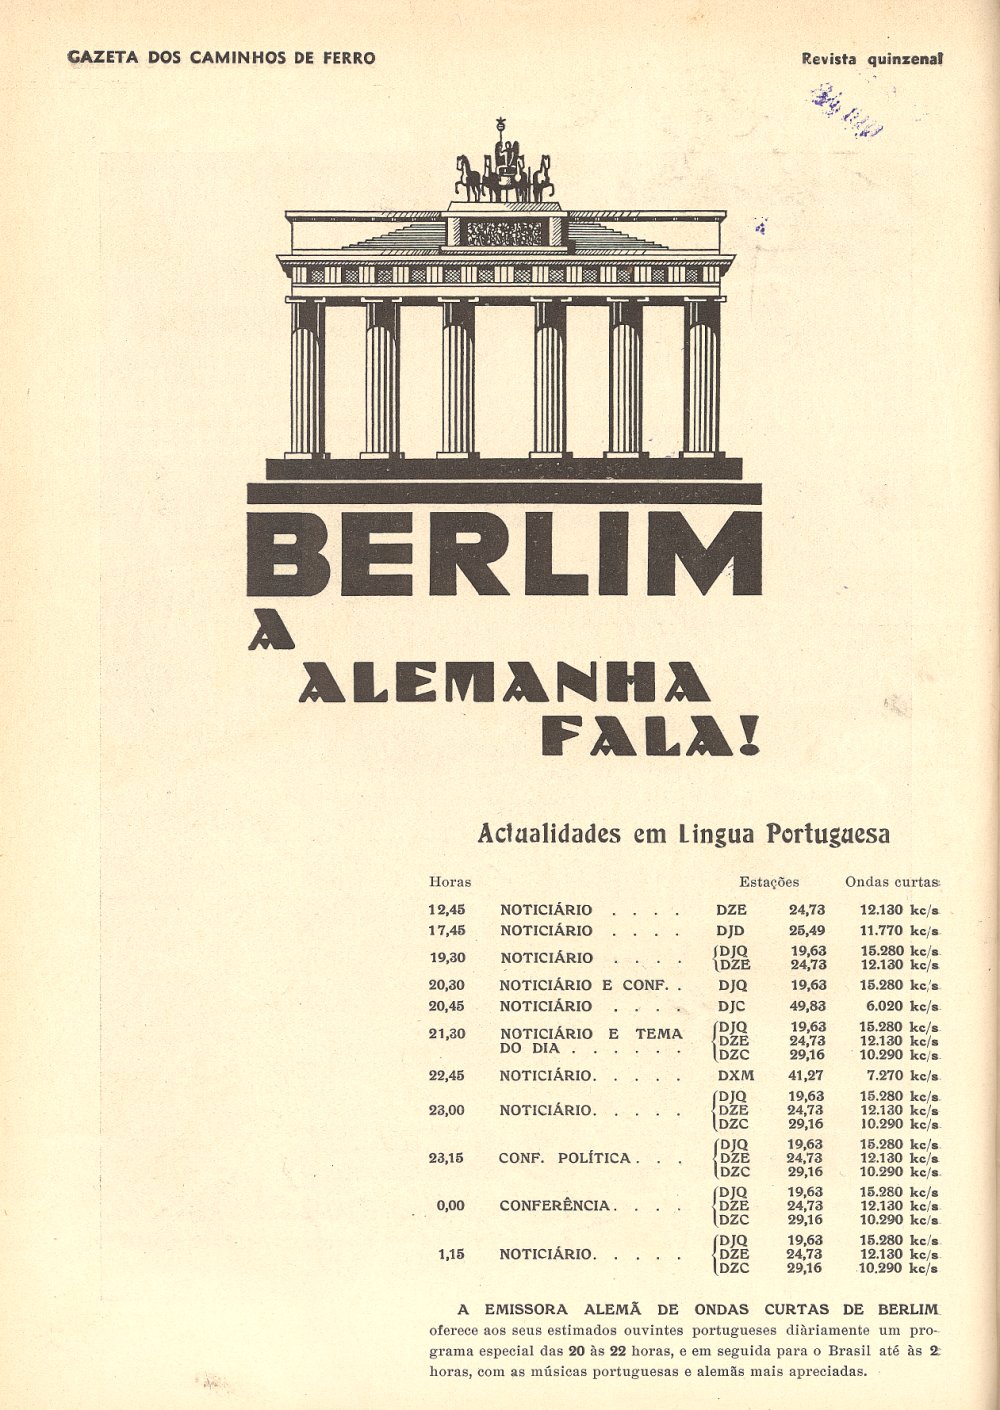 GAZETA DOS CAMINHOS DE FERRO Revista quinzenal
BERLIM
A
ALEMANHA
FALA!
Actualidades em Lingua Portuguesa
Horas Estações Ondas curtas
12,45 NOTICIÁRIO . . . . DZE 24,73 12.130 kc/s
17,45 NOTICIÁRIO . . . . DJD 25,49 11.770 kc/s
19,30 NOTICIÁRIO . . . . DJQ 19,63 15.280 kc/s
DZE 24,73 12.130 kc/s
20,30 NOTICIÁRIO E CONF. . DJQ 19,63 15.280 kc/s
20,45 NOTICIÁRIO . . . . DJC 49,83 6.020 kc/s
DJQ 19,63 15.280 kc/s
21,30 NOTICIÁRIO E TEMA DZE 24,73 12.130 kc/s
DO DIA . . . . . . DZC 29,16 10.290 kc/s
22,45 NOTICIÁRIO. . . . . DXM 41,27 7.270 kc/s
DJQ 19,63 15.280 kc/s
23,00 NOTICIÁRIO. . . . . DZE 24,73 12.130 kc/s
DZC 29,16 10.290 kc/s
DJQ 19,63 15.280 kc/s
23,15 CONF. POLÍTICA . . . DZE 24,73 12.130 kc/s
DZC 29,16 10.290 kc/s
DJQ 19,63 15.280 kc/s
0,00 CONFERÊNCIA. . . . DZE 24,73 12.130 kc/s
DZC 29,16 10.290 kc/s
DJQ 19,63 15.280 kc/s
1,15 NOTICIÁRIO. . . . . DZE 24,73 12.130 kc/s
DZC 29,16 10.290 kc/s
A EMISSORA ALEMÃ DE ONDAS CURTAS DE BERLIM
oferece aos seus estimados ouvintes portugueses diàriamente um pro-
grama especial das 20 às 22 horas, e em seguida para o Brasil até às 2
horas, com as músicas portuguesas e alemãs mais apreciadas.